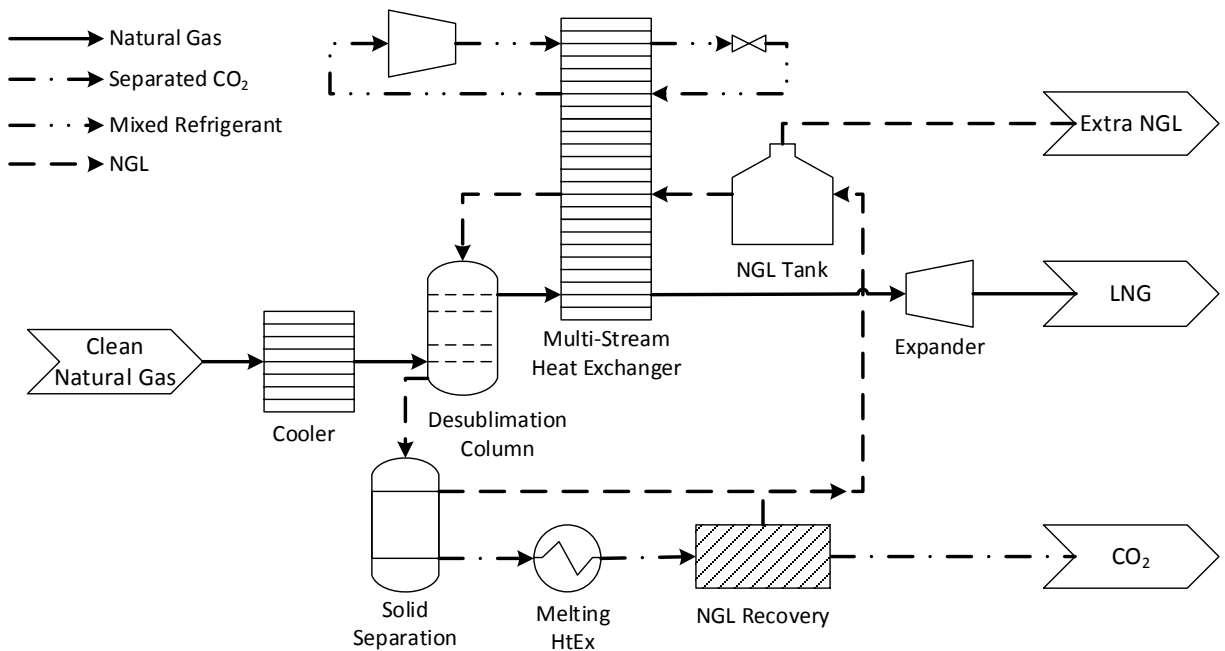 Natural Gas
Separated CO₂
Mixed Refrigerant
NGL
Extra NGL
NGL Tank
LNG
Multi-Stream
Heat Exchanger
Expander
Clean
Natural Gas
Cooler
Desublimation
Column
CO₂
Solid
Separation
Melting
HtEx
NGL Recovery